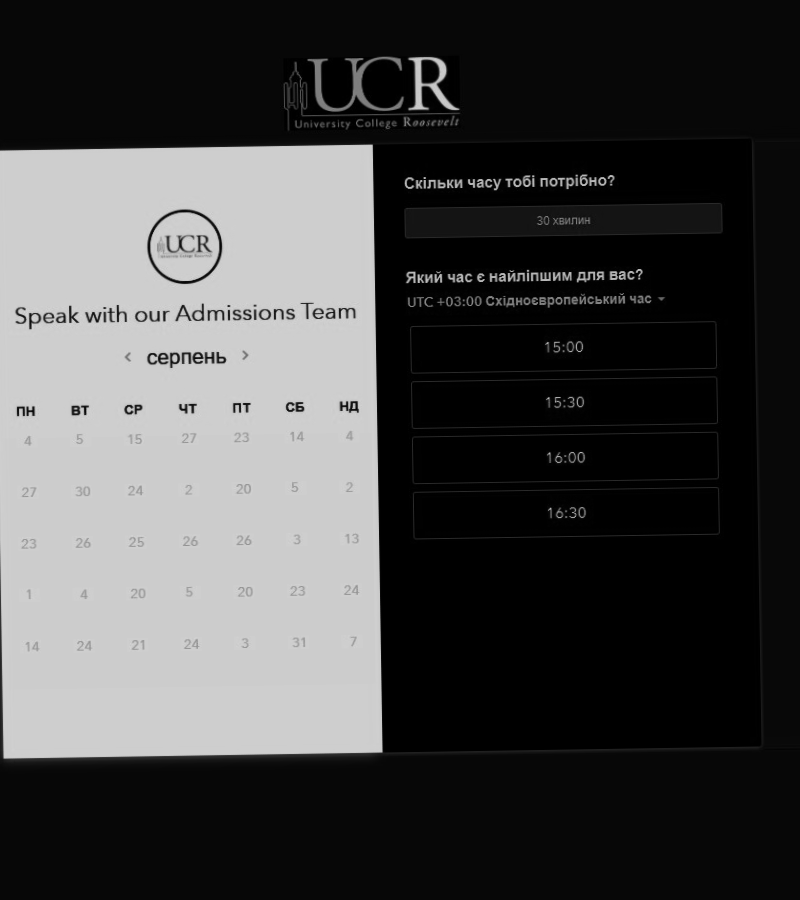 UCR
University College Roosevelt
UCR
Speak with our Admissions Team
< серпень >
ПН ВТ СР ЧТ ПТ СБ НД
4 5 15 27 23 14 4
27 30 24 2 20 5 2
23 26 25 26 26 3 13
1 4 20 5 20 23 24
14 24 21 24 3 31 7
Скільки часу тобі потрібно?
30 хвилин
Який час є найліпшим для вас?
UTC +03:00 Східноєвропейський час
15:00
15:30
16:00
16:30